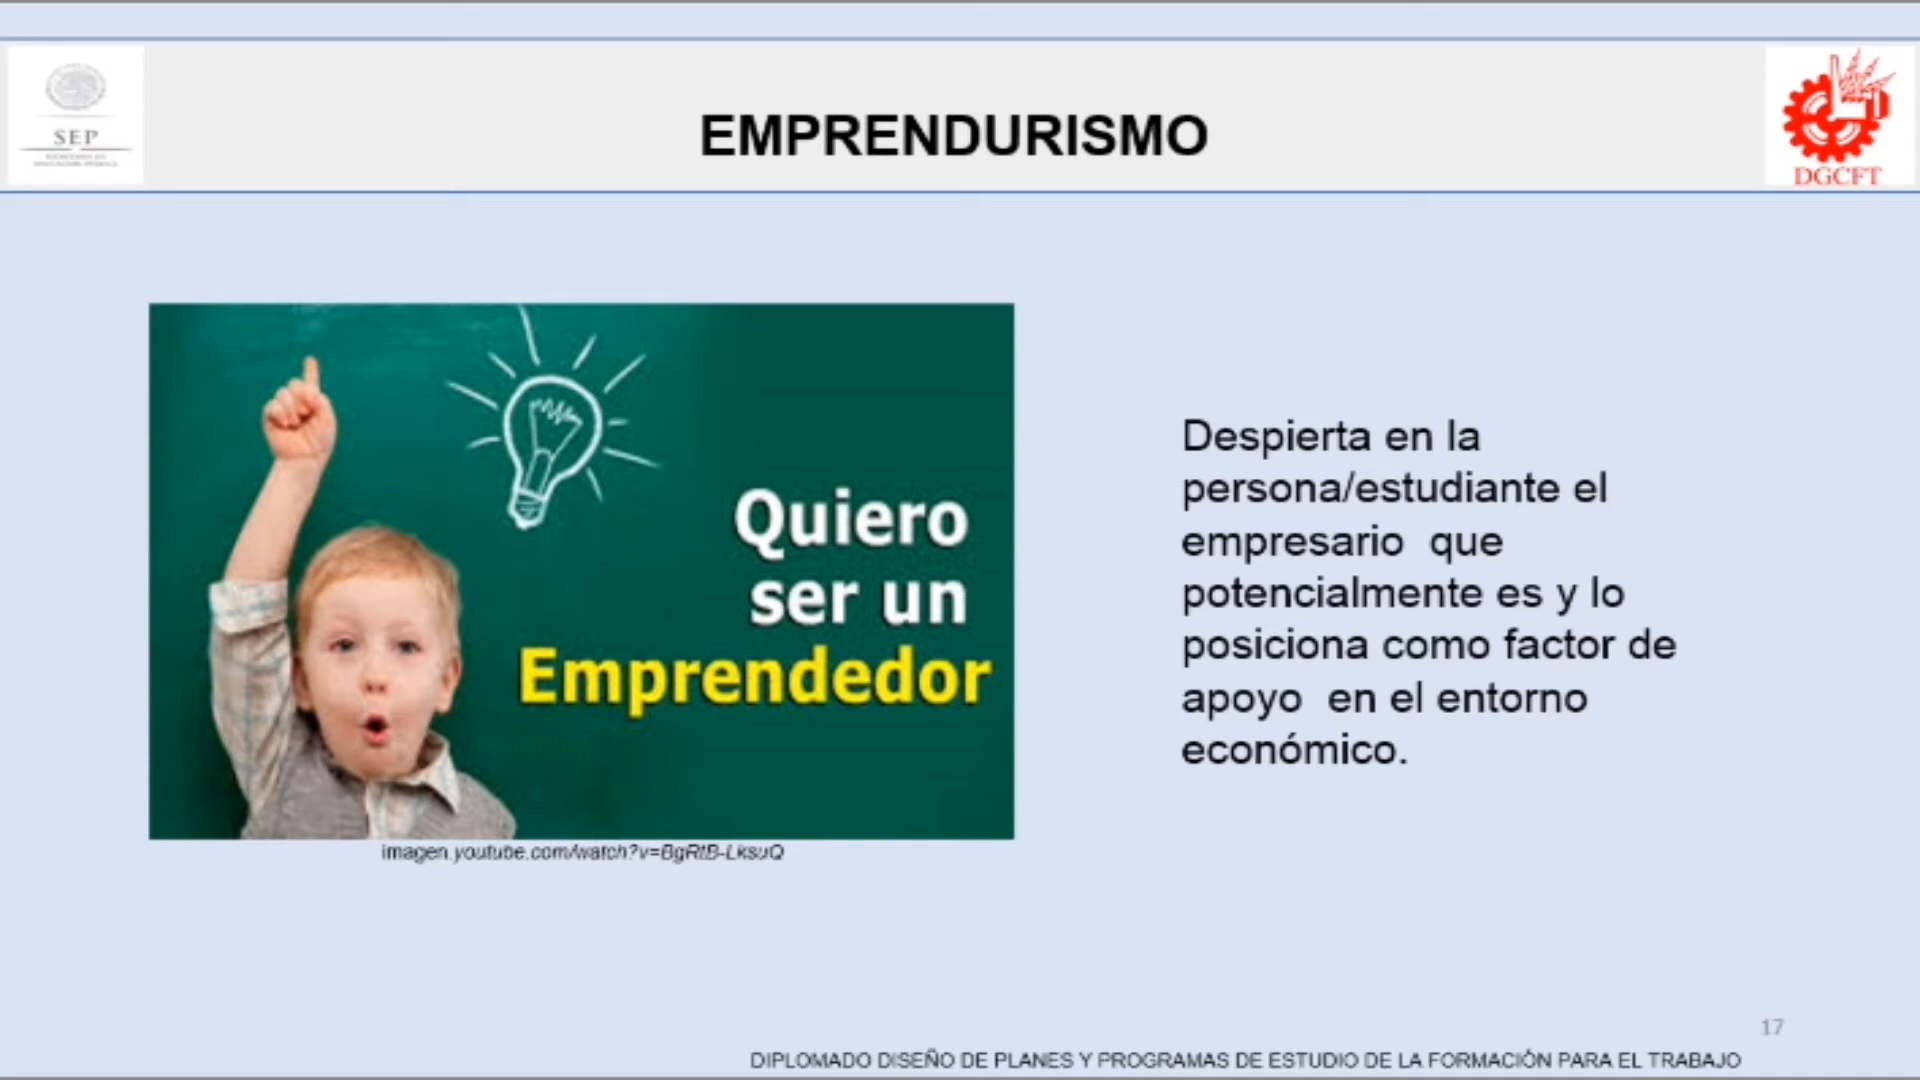 SEP
EMPRENDURISMO
DGCFT
Quiero
ser un
Emprendedor
Despierta en la
persona/estudiante el
empresario que
potencialmente es y lo
posiciona como factor de
apoyo en el entorno
económico.
imagen.youtube.com/watch?v=BgRtB-LksuQ
17
DIPLOMADO DISEÑO DE PLANES Y PROGRAMAS DE ESTUDIO DE LA FORMACIÓN PARA EL TRABAJO